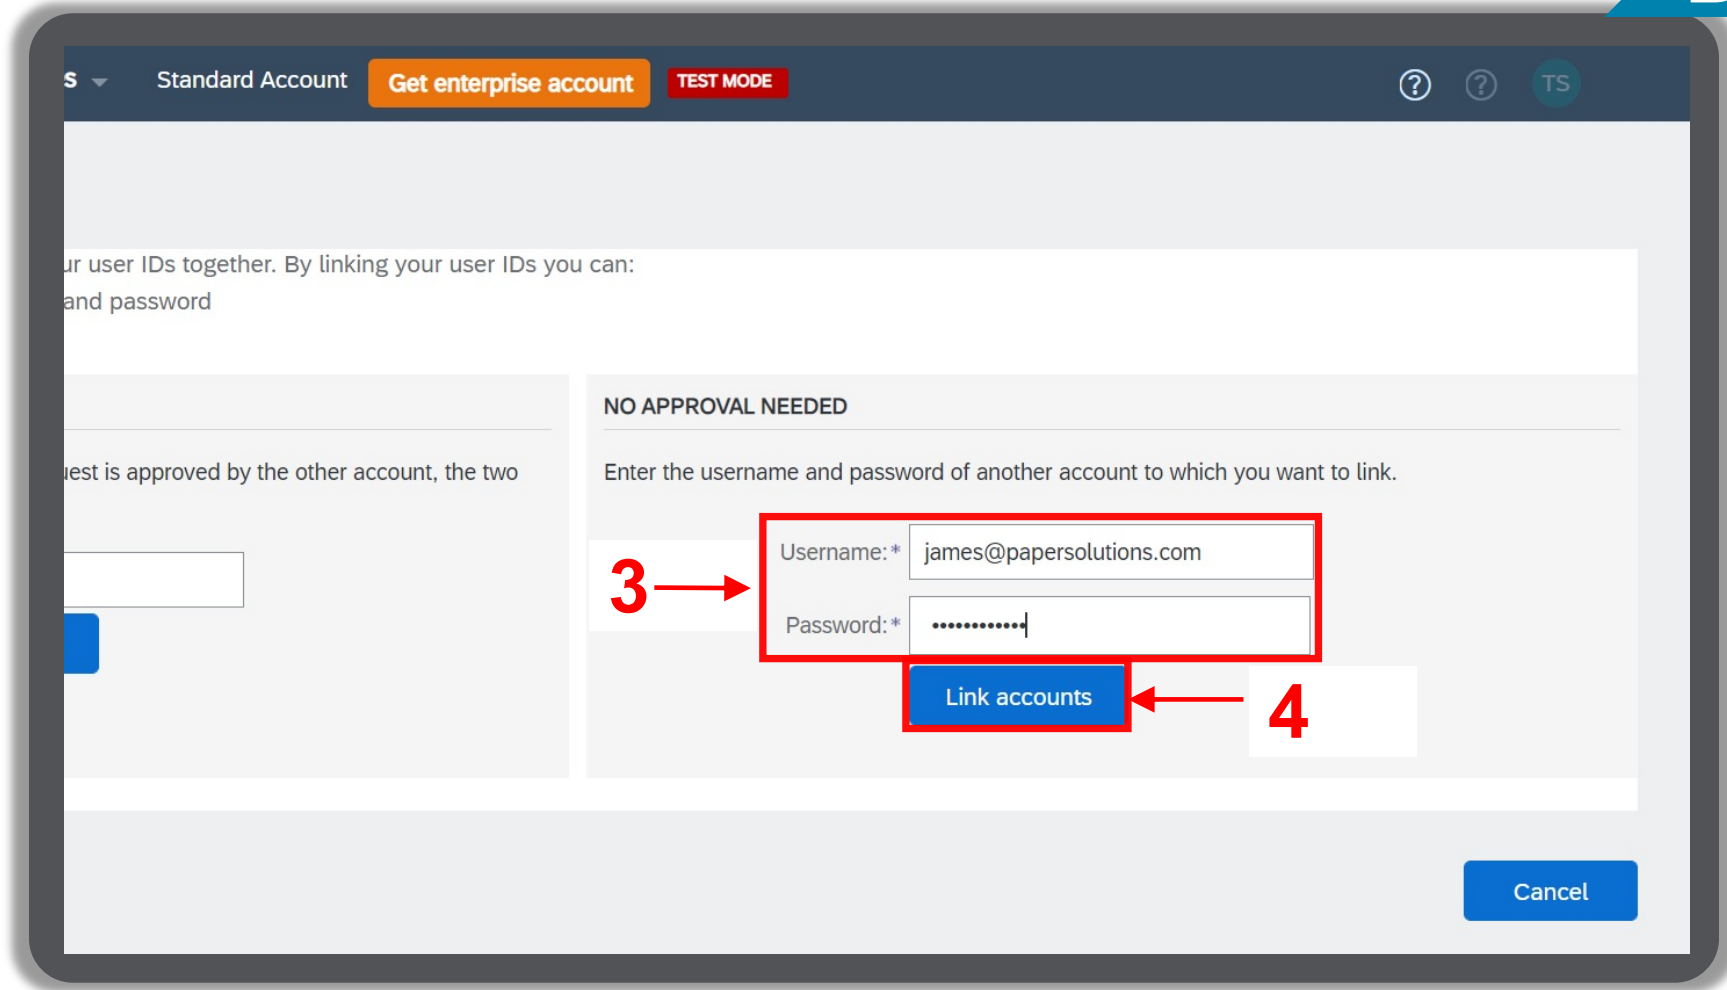 S Standard Account Get enterprise account TEST MODE ? ? TS
ur user IDs together. By linking your user IDs you can:
and password
NO APPROVAL NEEDED
est is approved by the other account, the two
Enter the username and password of another account to which you want to link.
Username:* james@papersolutions.com
3
Password:* ••••••••••••
Link accounts
4
Cancel